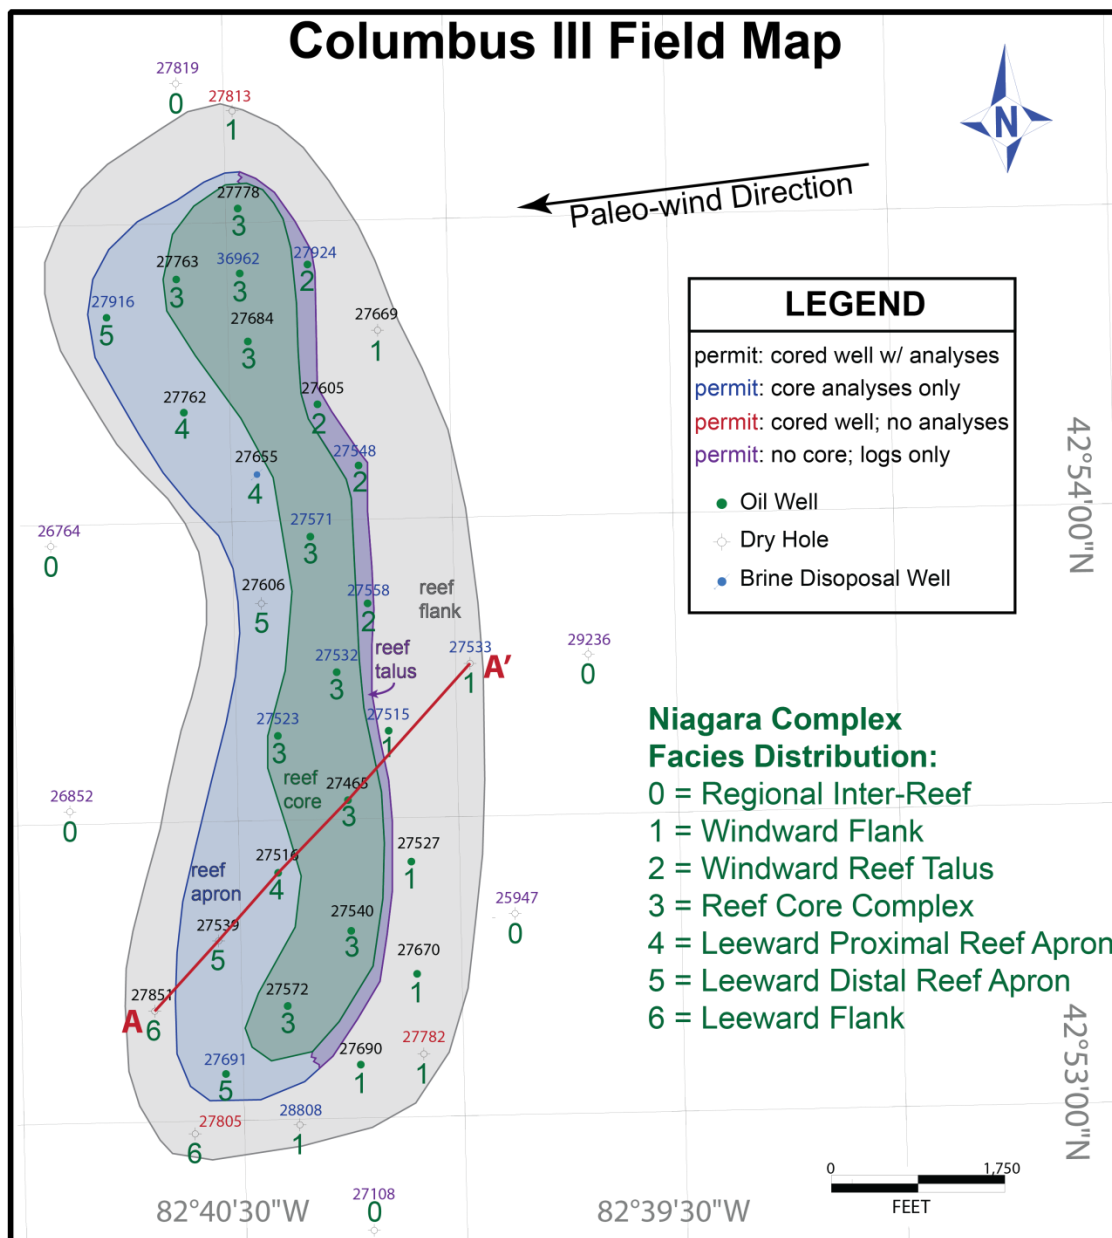 Columbus III Field Map
N
Paleo-wind Direction
27819
0
27813
1
27778
3
27763
3
36962
3
27924
2
27916
5
27684
3
27669
1
27605
2
27762
4
27548
2
27655
4
27571
3
26764
0
27606
5
27558
2
reef
flank
27533
1
A'
29236
0
27532
3
reef
talus
27523
3
27515
1
reef
core
27465
3
26852
0
27516
4
27527
1
reef
apron
25947
0
27539
5
27540
3
27670
1
27851
A
6
27572
3
27782
1
27690
1
27691
5
27805
6
28808
1
27108
0
LEGEND
permit: cored well w/ analyses
permit: core analyses only
permit: cored well; no analyses
permit: no core; logs only
Oil Well
Dry Hole
Brine Disoposal Well
42°54'00"N
Niagara Complex
Facies Distribution:
0 = Regional Inter-Reef
1 = Windward Flank
2 = Windward Reef Talus
3 = Reef Core Complex
4 = Leeward Proximal Reef Apron
5 = Leeward Distal Reef Apron
6 = Leeward Flank
42°53'00"N
0 1,750
FEET
82°40'30"W
82°39'30"W